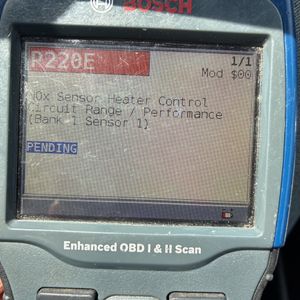 BOSCH
P220E
1/1
Mod $00
NOx Sensor Heater Control
Circuit Range / Performance
(Bank 1 Sensor 1)
PENDING
Enhanced OBD I & II Scan